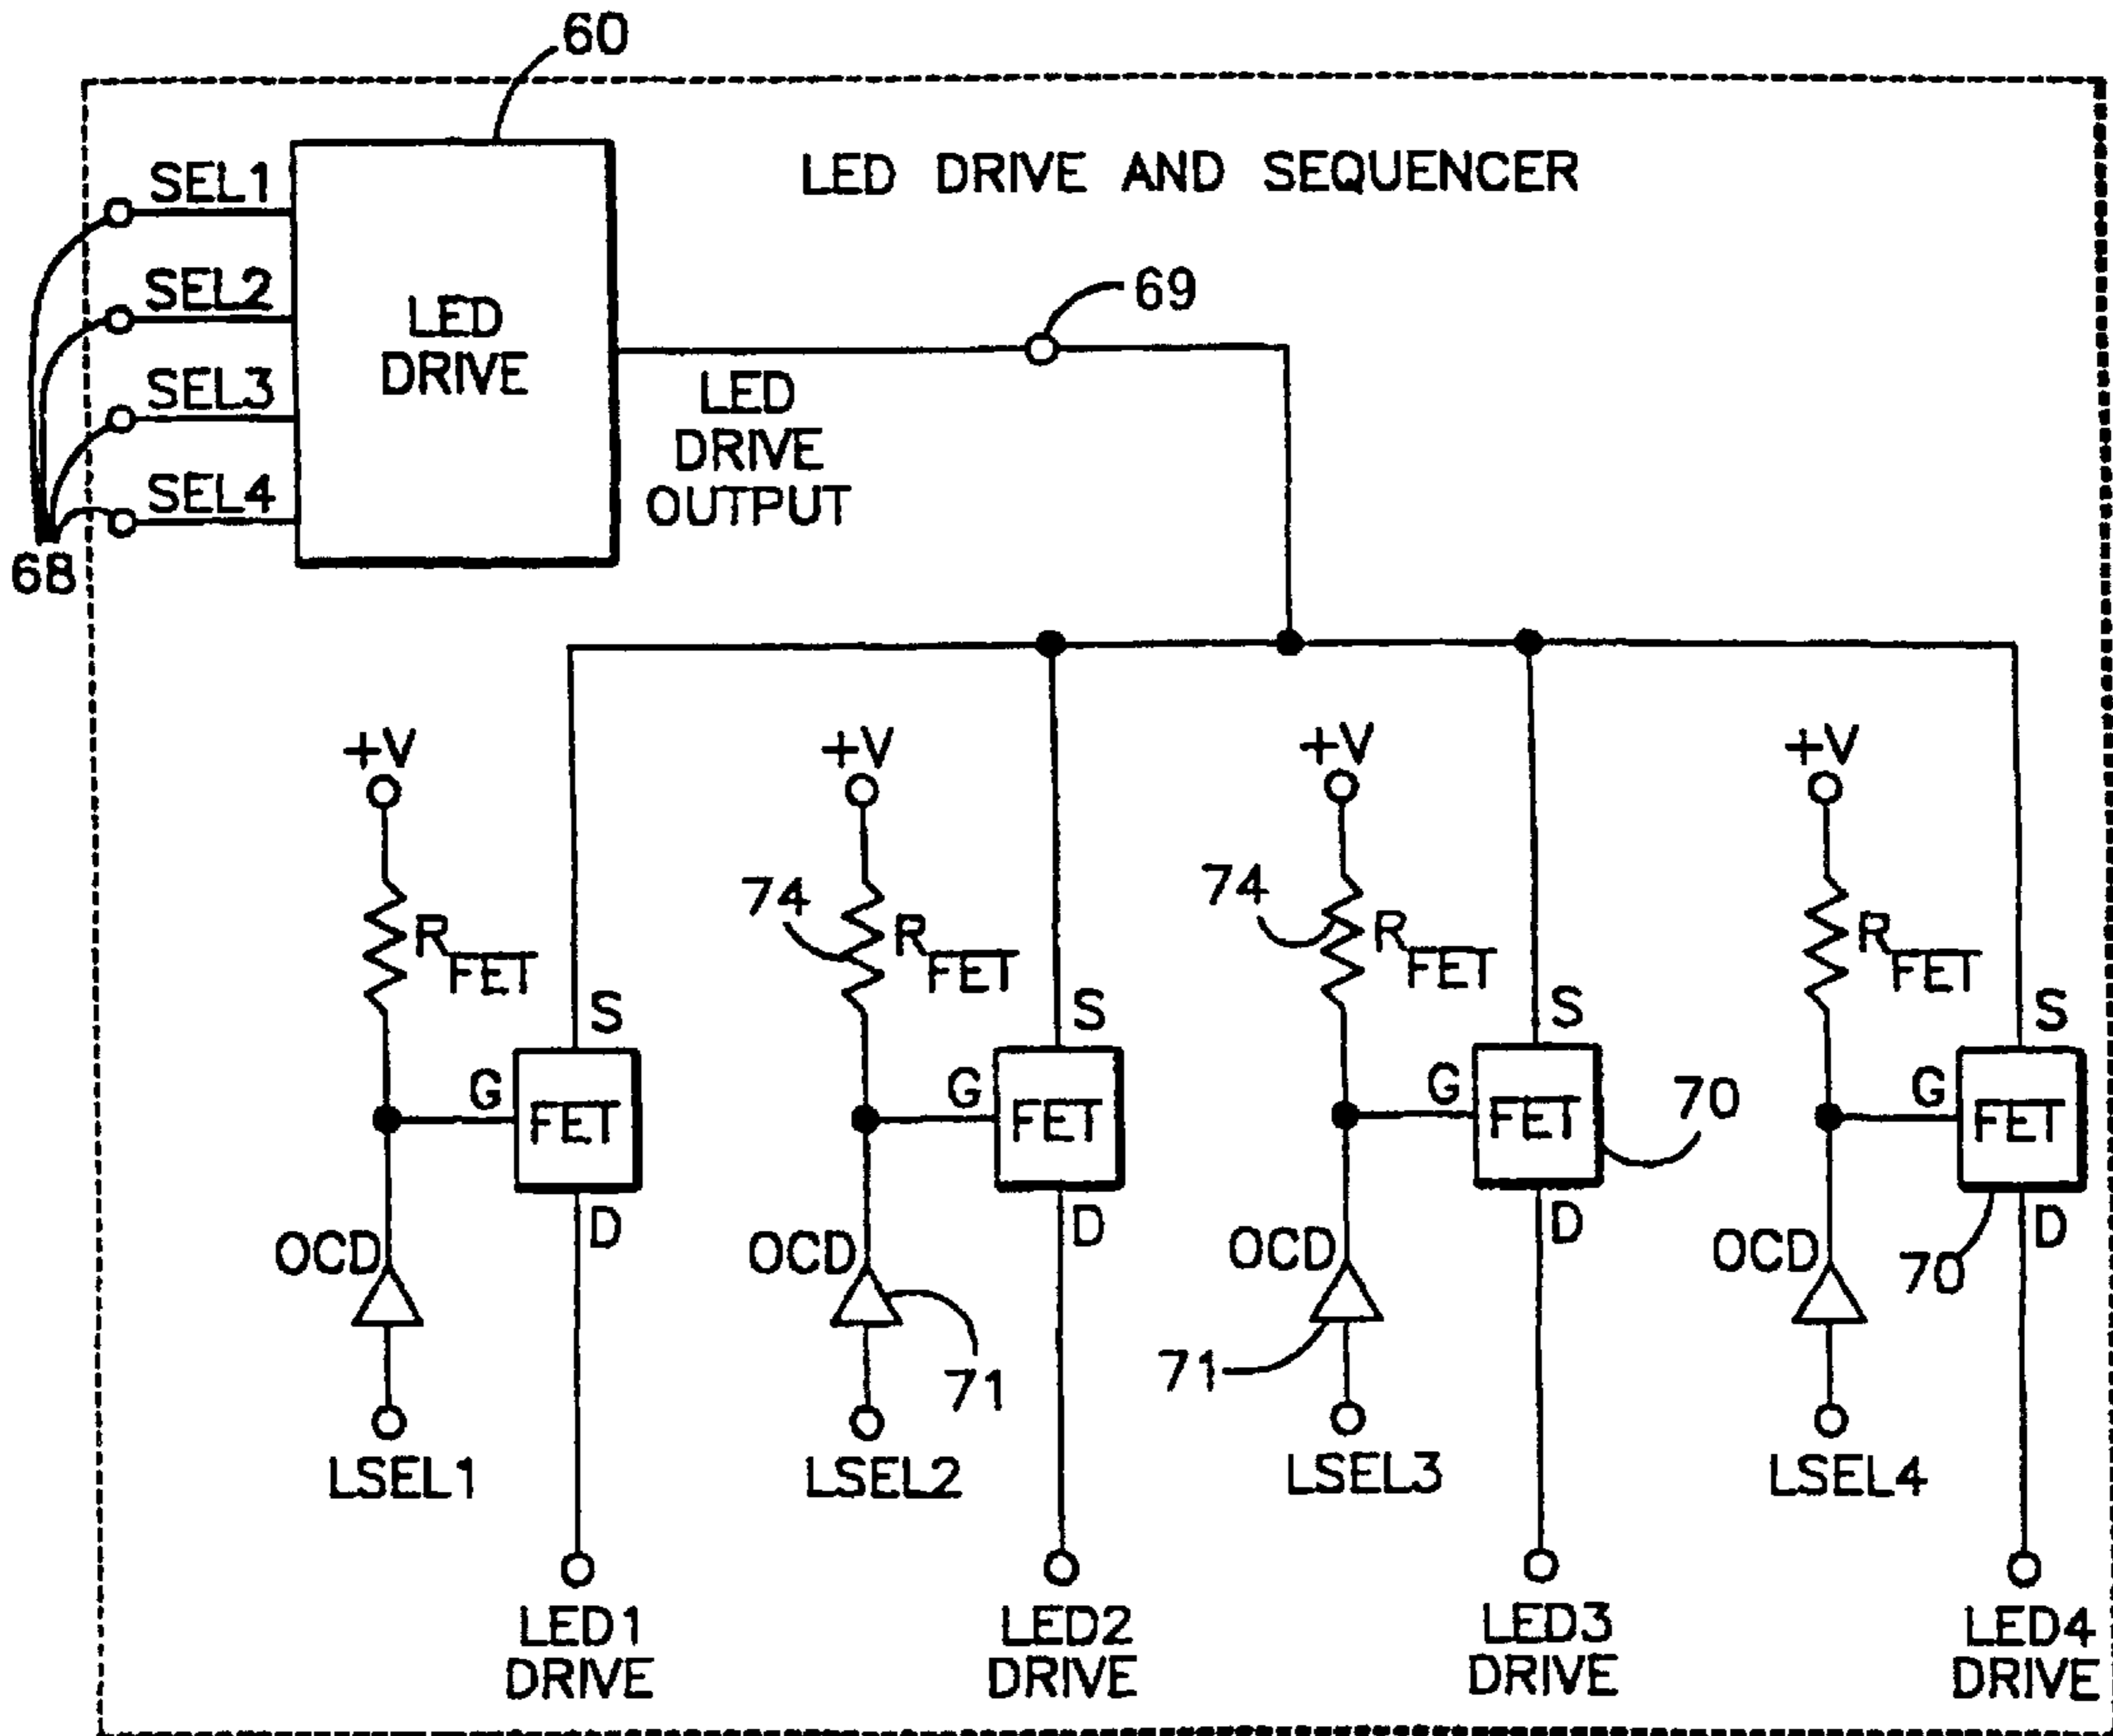 60
LED DRIVE AND SEQUENCER
SEL1
SEL2
SEL3
SEL4
68
LED
DRIVE
69
LED
DRIVE
OUTPUT
+V
+V
+V
+V
74
74
R FET
R FET
R FET
R FET
S
S
S
S
G
G
G
G
FET
FET
FET
FET
70
70
D
D
D
D
OCD
OCD
OCD
OCD
71
71
LSEL1
LSEL2
LSEL3
LSEL4
LED1
DRIVE
LED2
DRIVE
LED3
DRIVE
LED4
DRIVE